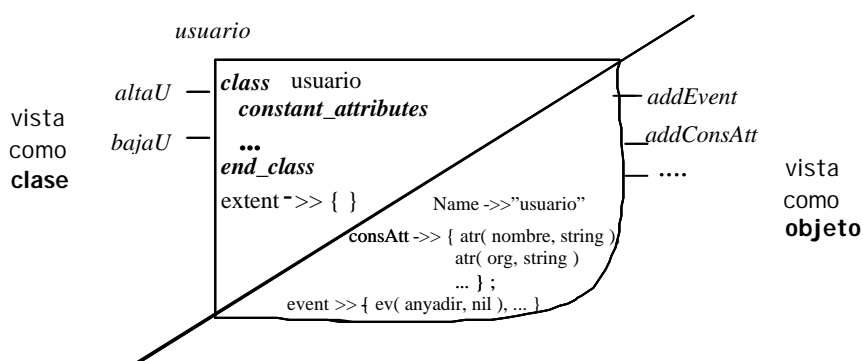 usuario
altaU
bajaU
vista
como
clase
class usuario
constant_attributes
...
end_class
extent ->> { }
Name ->>"usuario"
consAtt ->> { atr( nombre, string )
atr( org, string )
... } ;
event >> { ev( anyadir, nil ), ... }
addEvent
addConsAtt
....
vista
como
objeto